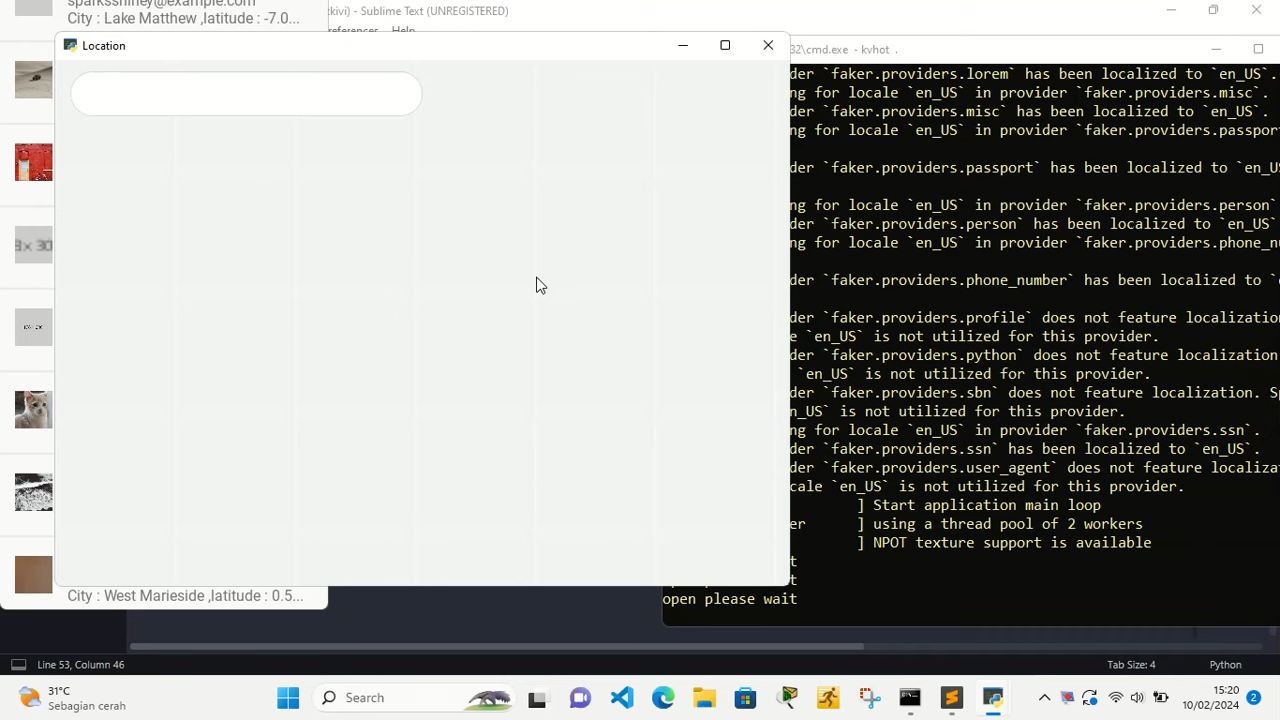 sparksshirley@example.com
City : Lake Matthew ,latitude : -7.0...
zkivi) - Sublime Text (UNREGISTERED)
references Help
Location
32\cmd.exe - kvhot .
der `faker.providers.lorem` has been localized to `en_US`.
ng for locale `en_US` in provider `faker.providers.misc`.
der `faker.providers.misc` has been localized to `en_US`.
ng for locale `en_US` in provider `faker.providers.passpor
der `faker.providers.passport` has been localized to `en_U
ng for locale `en_US` in provider `faker.providers.person`
der `faker.providers.person` has been localized to `en_US`
ng for locale `en_US` in provider `faker.providers.phone_nu
der `faker.providers.phone_number` has been localized to `e
der `faker.providers.profile` does not feature localization
e `en_US` is not utilized for this provider.
der `faker.providers.python` does not feature localization.
`en_US` is not utilized for this provider.
der `faker.providers.sbn` does not feature localization. Sp
n_US` is not utilized for this provider.
ng for locale `en_US` in provider `faker.providers.ssn`.
der `faker.providers.ssn` has been localized to `en_US`.
der `faker.providers.user_agent` does not feature localiza
cale `en_US` is not utilized for this provider.
] Start application main loop
er ] using a thread pool of 2 workers
] NPOT texture support is available
t
t
open please wait
City : West Marieside ,latitude : 0.5...
Line 53, Column 46
Tab Size: 4
Python
31°C
Sebagian cerah
Search
15:20
10/02/2024
2